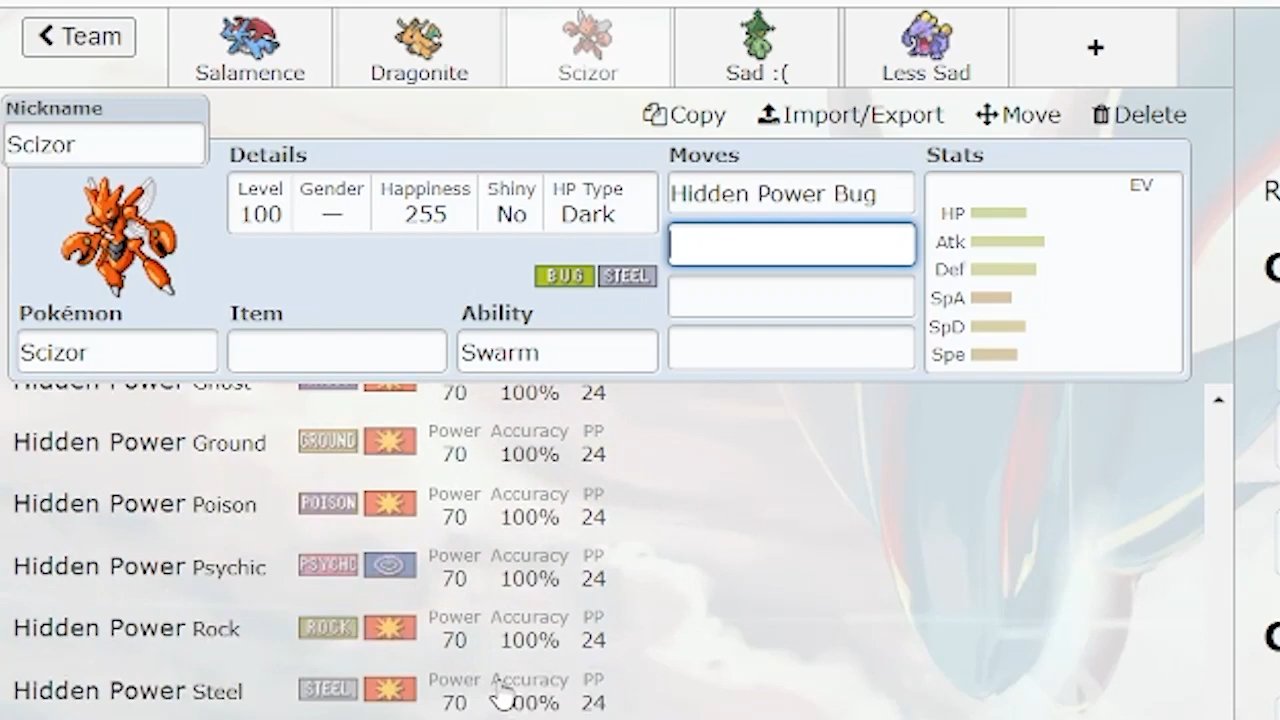 Team
Salamence
Dragonite
Scizor
Sad :(
Less Sad
+
Nickname
Scizor
Copy
Import/Export
Move
Delete
Details
Level Gender Happiness Shiny HP Type
100 — 255 No Dark
BUG STEEL
Pokémon
Scizor
Item
Ability
Swarm
Moves
Hidden Power Bug
Stats
EV
HP
Atk
Def
SpA
SpD
Spe
Hidden Power Ghost
70 100% 24
Hidden Power Ground GROUND Power Accuracy PP
70 100% 24
Hidden Power Poison POISON Power Accuracy PP
70 100% 24
Hidden Power Psychic PSYCHC Power Accuracy PP
70 100% 24
Hidden Power Rock ROCK Power Accuracy PP
70 100% 24
Hidden Power Steel STEEL Power Accuracy PP
70 100% 24
R